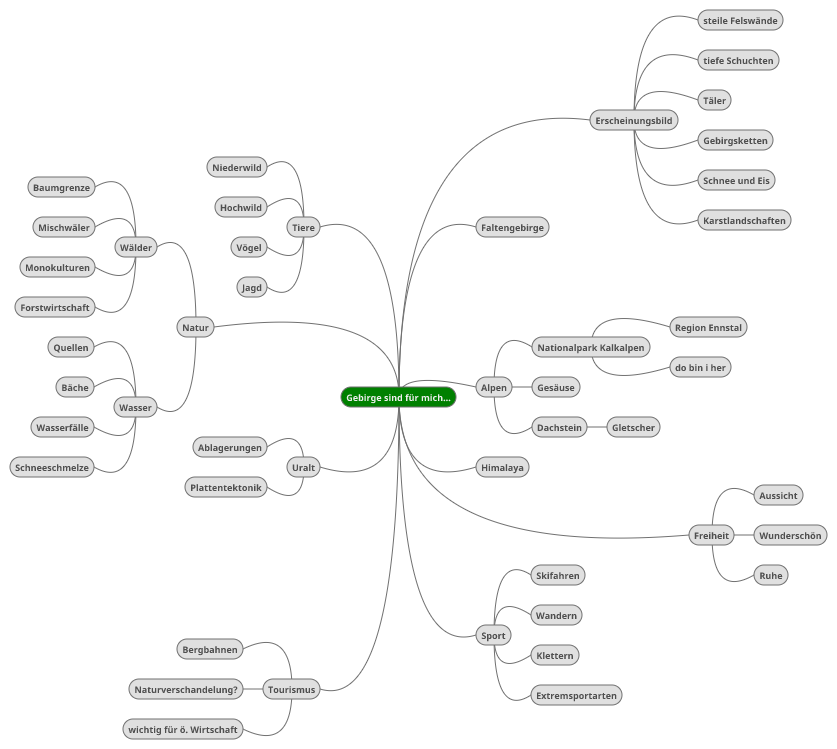 Gebirge sind für mich...
Erscheinungsbild
steile Felswände
tiefe Schuchten
Täler
Gebirgsketten
Schnee und Eis
Karstlandschaften
Faltengebirge
Alpen
Nationalpark Kalkalpen
Region Ennstal
do bin i her
Gesäuse
Dachstein
Gletscher
Himalaya
Freiheit
Aussicht
Wunderschön
Ruhe
Sport
Skifahren
Wandern
Klettern
Extremsportarten
Tiere
Niederwild
Hochwild
Vögel
Jagd
Natur
Wälder
Baumgrenze
Mischwäler
Monokulturen
Forstwirtschaft
Wasser
Quellen
Bäche
Wasserfälle
Schneeschmelze
Uralt
Ablagerungen
Plattentektonik
Tourismus
Bergbahnen
Naturverschandelung?
wichtig für ö. Wirtschaft